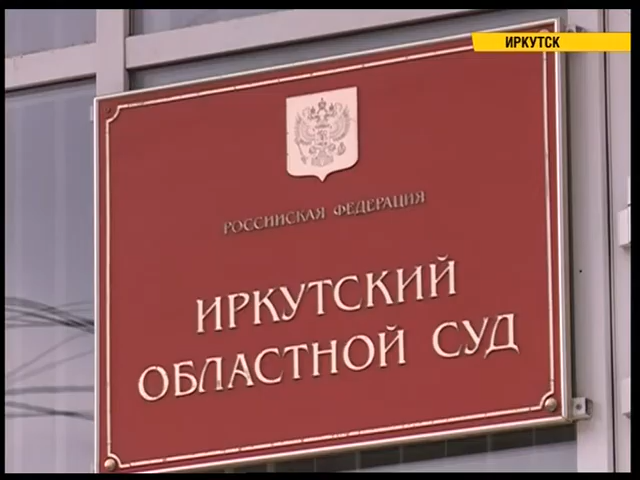 ИРКУТСК
РОССИЙСКАЯ ФЕДЕРАЦИЯ
ИРКУТСКИЙ
ОБЛАСТНОЙ СУД